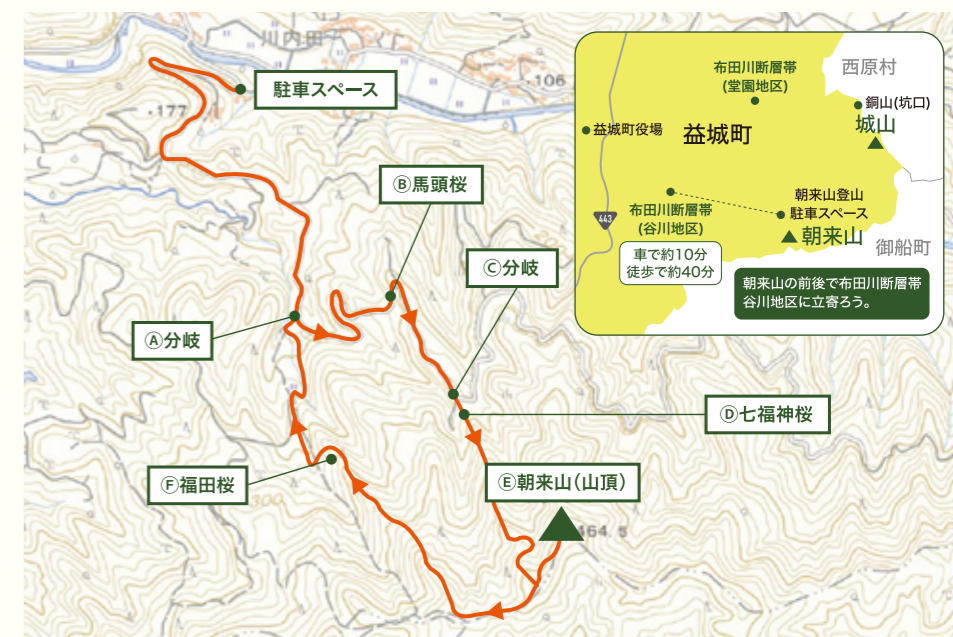 川内田
・106
・177
駐車スペース
Ⓑ馬頭桜
Ⓒ分岐
Ⓐ分岐
Ⓓ七福神桜
Ⓔ朝来山(山頂)
Ⓕ福田桜
300
464.5
布田川断層帯
(堂園地区)
西原村
銅山(坑口)
城山
益城町役場
益城町
朝来山登山
駐車スペース
朝来山
布田川断層帯
(谷川地区)
443
御船町
車で約10分
徒歩で約40分
朝来山の前後で布田川断層帯
谷川地区に立寄ろう。